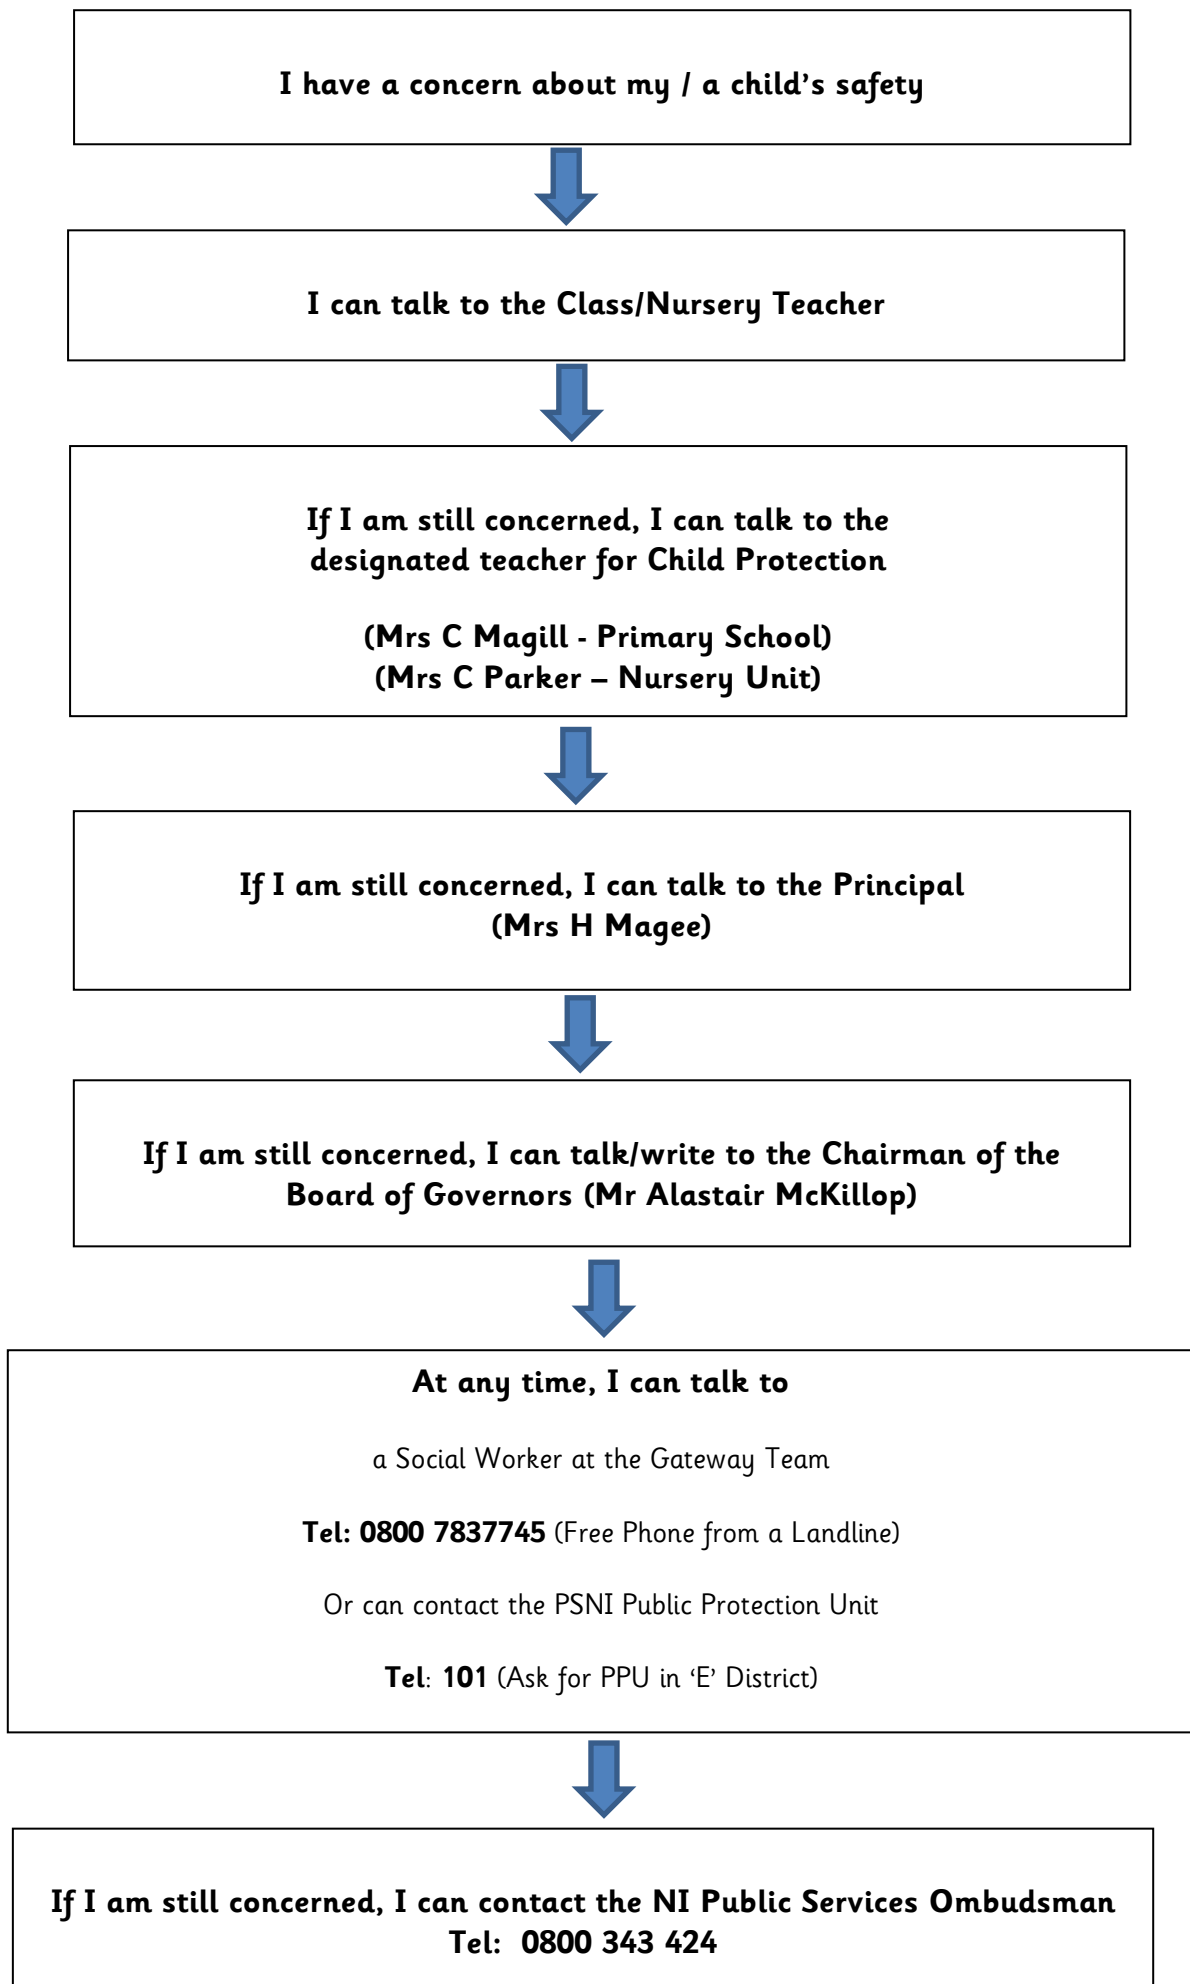 I have a concern about my / a child’s safety
I can talk to the Class/Nursery Teacher
If I am still concerned, I can talk to the
designated teacher for Child Protection
(Mrs C Magill - Primary School)
(Mrs C Parker – Nursery Unit)
If I am still concerned, I can talk to the Principal
(Mrs H Magee)
If I am still concerned, I can talk/write to the Chairman of the
Board of Governors (Mr Alastair McKillop)
At any time, I can talk to
a Social Worker at the Gateway Team
Tel: 0800 7837745 (Free Phone from a Landline)
Or can contact the PSNI Public Protection Unit
Tel: 101 (Ask for PPU in ‘E’ District)
If I am still concerned, I can contact the NI Public Services Ombudsman
Tel:  0800 343 424